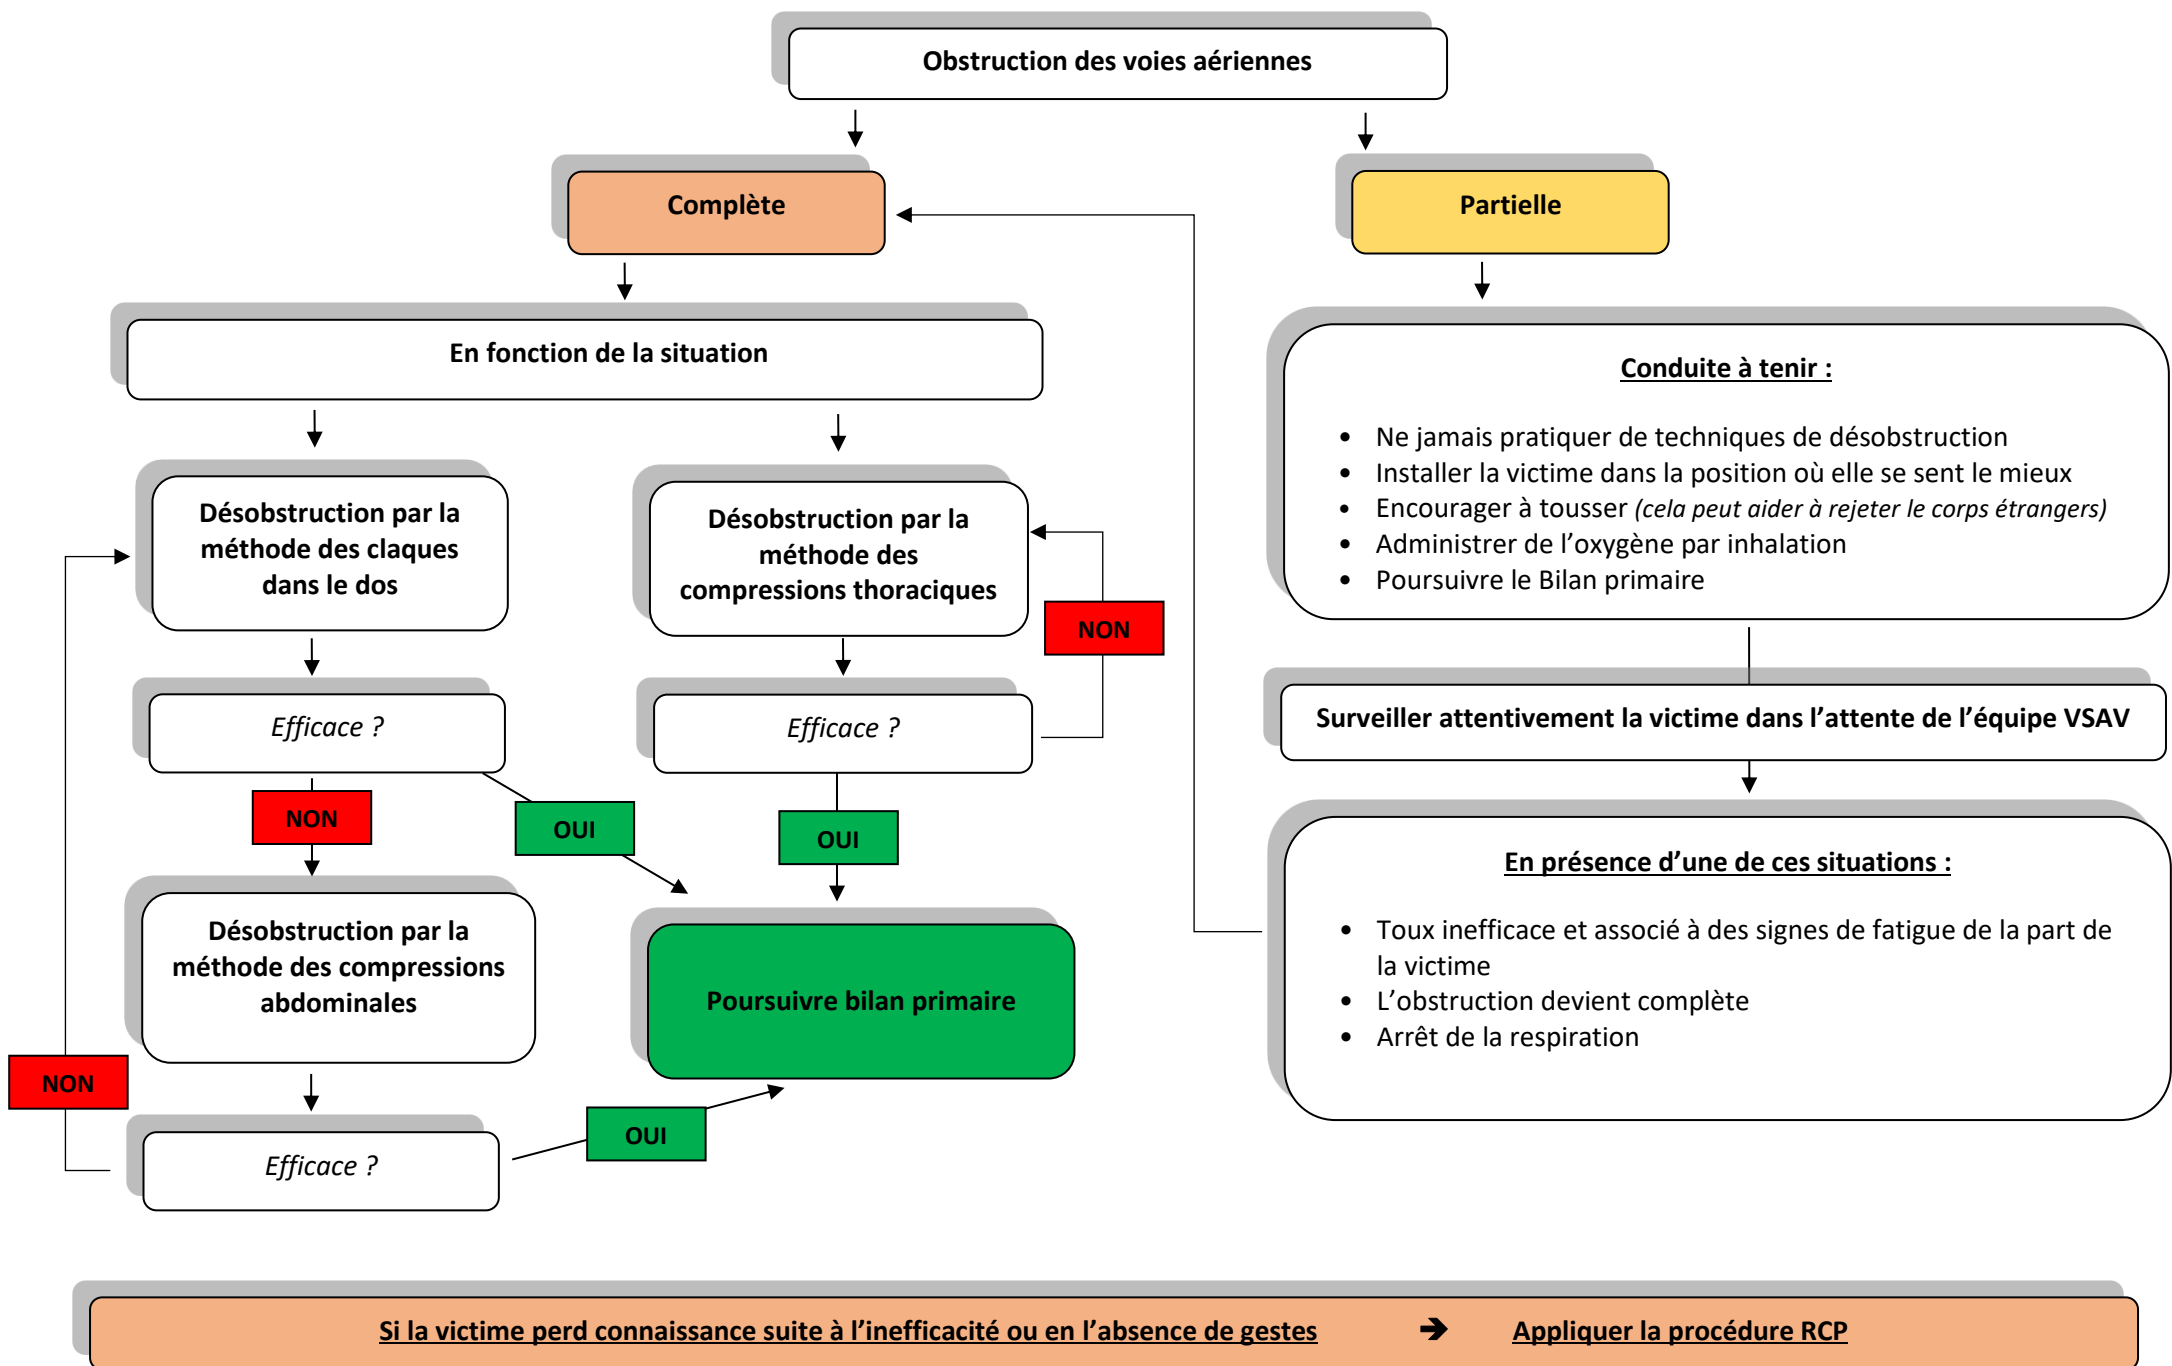 Obstruction des voies aériennes
Complète
Partielle
En fonction de la situation
Désobstruction par la
méthode des claques
dans le dos
Désobstruction par la
méthode des
compressions thoraciques
NON
Efficace ?
Efficace ?
NON
OUI
OUI
Désobstruction par la
méthode des compressions
abdominales
Poursuivre bilan primaire
NON
Efficace ?
OUI
Conduite à tenir :
• Ne jamais pratiquer de techniques de désobstruction
• Installer la victime dans la position où elle se sent le mieux
• Encourager à tousser (cela peut aider à rejeter le corps étrangers)
• Administrer de l’oxygène par inhalation
• Poursuivre le Bilan primaire
Surveiller attentivement la victime dans l’attente de l’équipe VSAV
En présence d’une de ces situations :
• Toux inefficace et associé à des signes de fatigue de la part de
la victime
• L’obstruction devient complète
• Arrêt de la respiration
Si la victime perd connaissance suite à l’inefficacité ou en l’absence de gestes ➔ Appliquer la procédure RCP